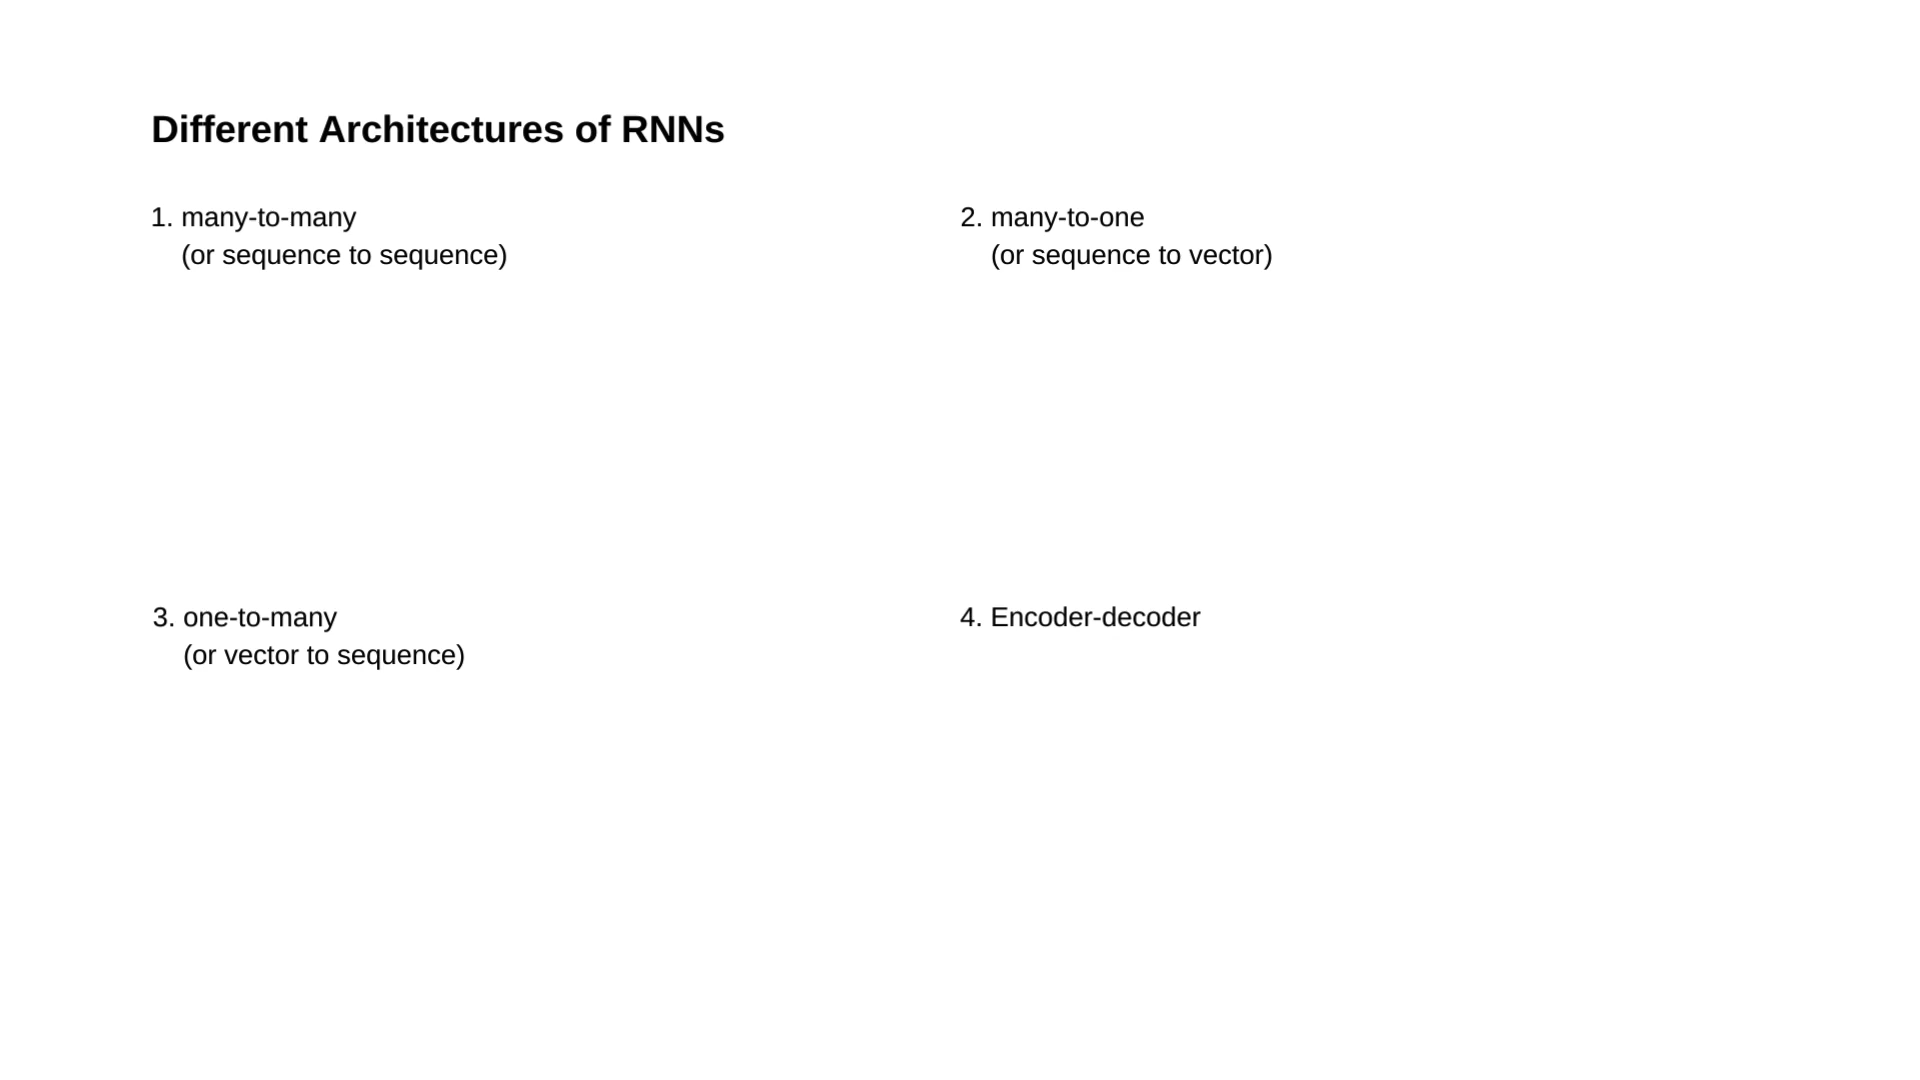 Different Architectures of RNNs
1. many-to-many
(or sequence to sequence)
2. many-to-one
(or sequence to vector)
3. one-to-many
(or vector to sequence)
4. Encoder-decoder